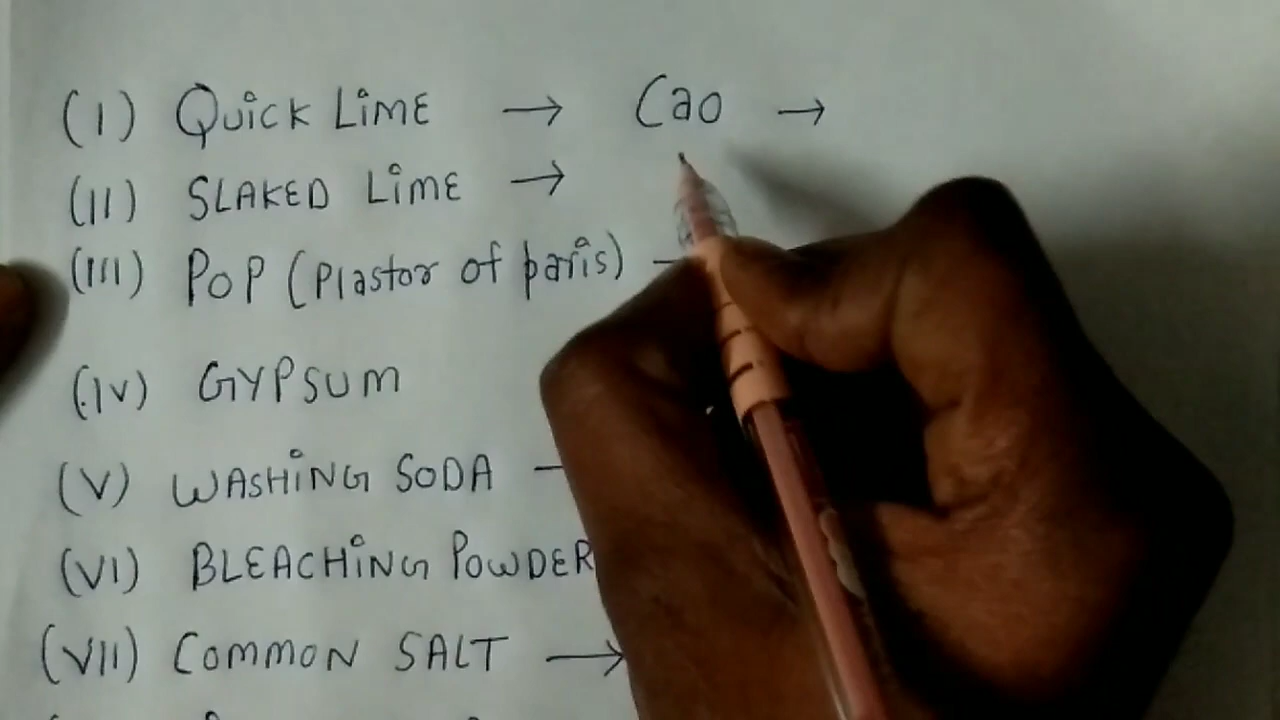 (I) QUiCK LiME → Cao →
(II) SLAKED LiME →
(III) POP (Plastor of paris) –
(iv) GYPSUM
(V) WASHiNG SODA –
(VI) BLEACHiNG POWDER
(VII) COMMON SALT →